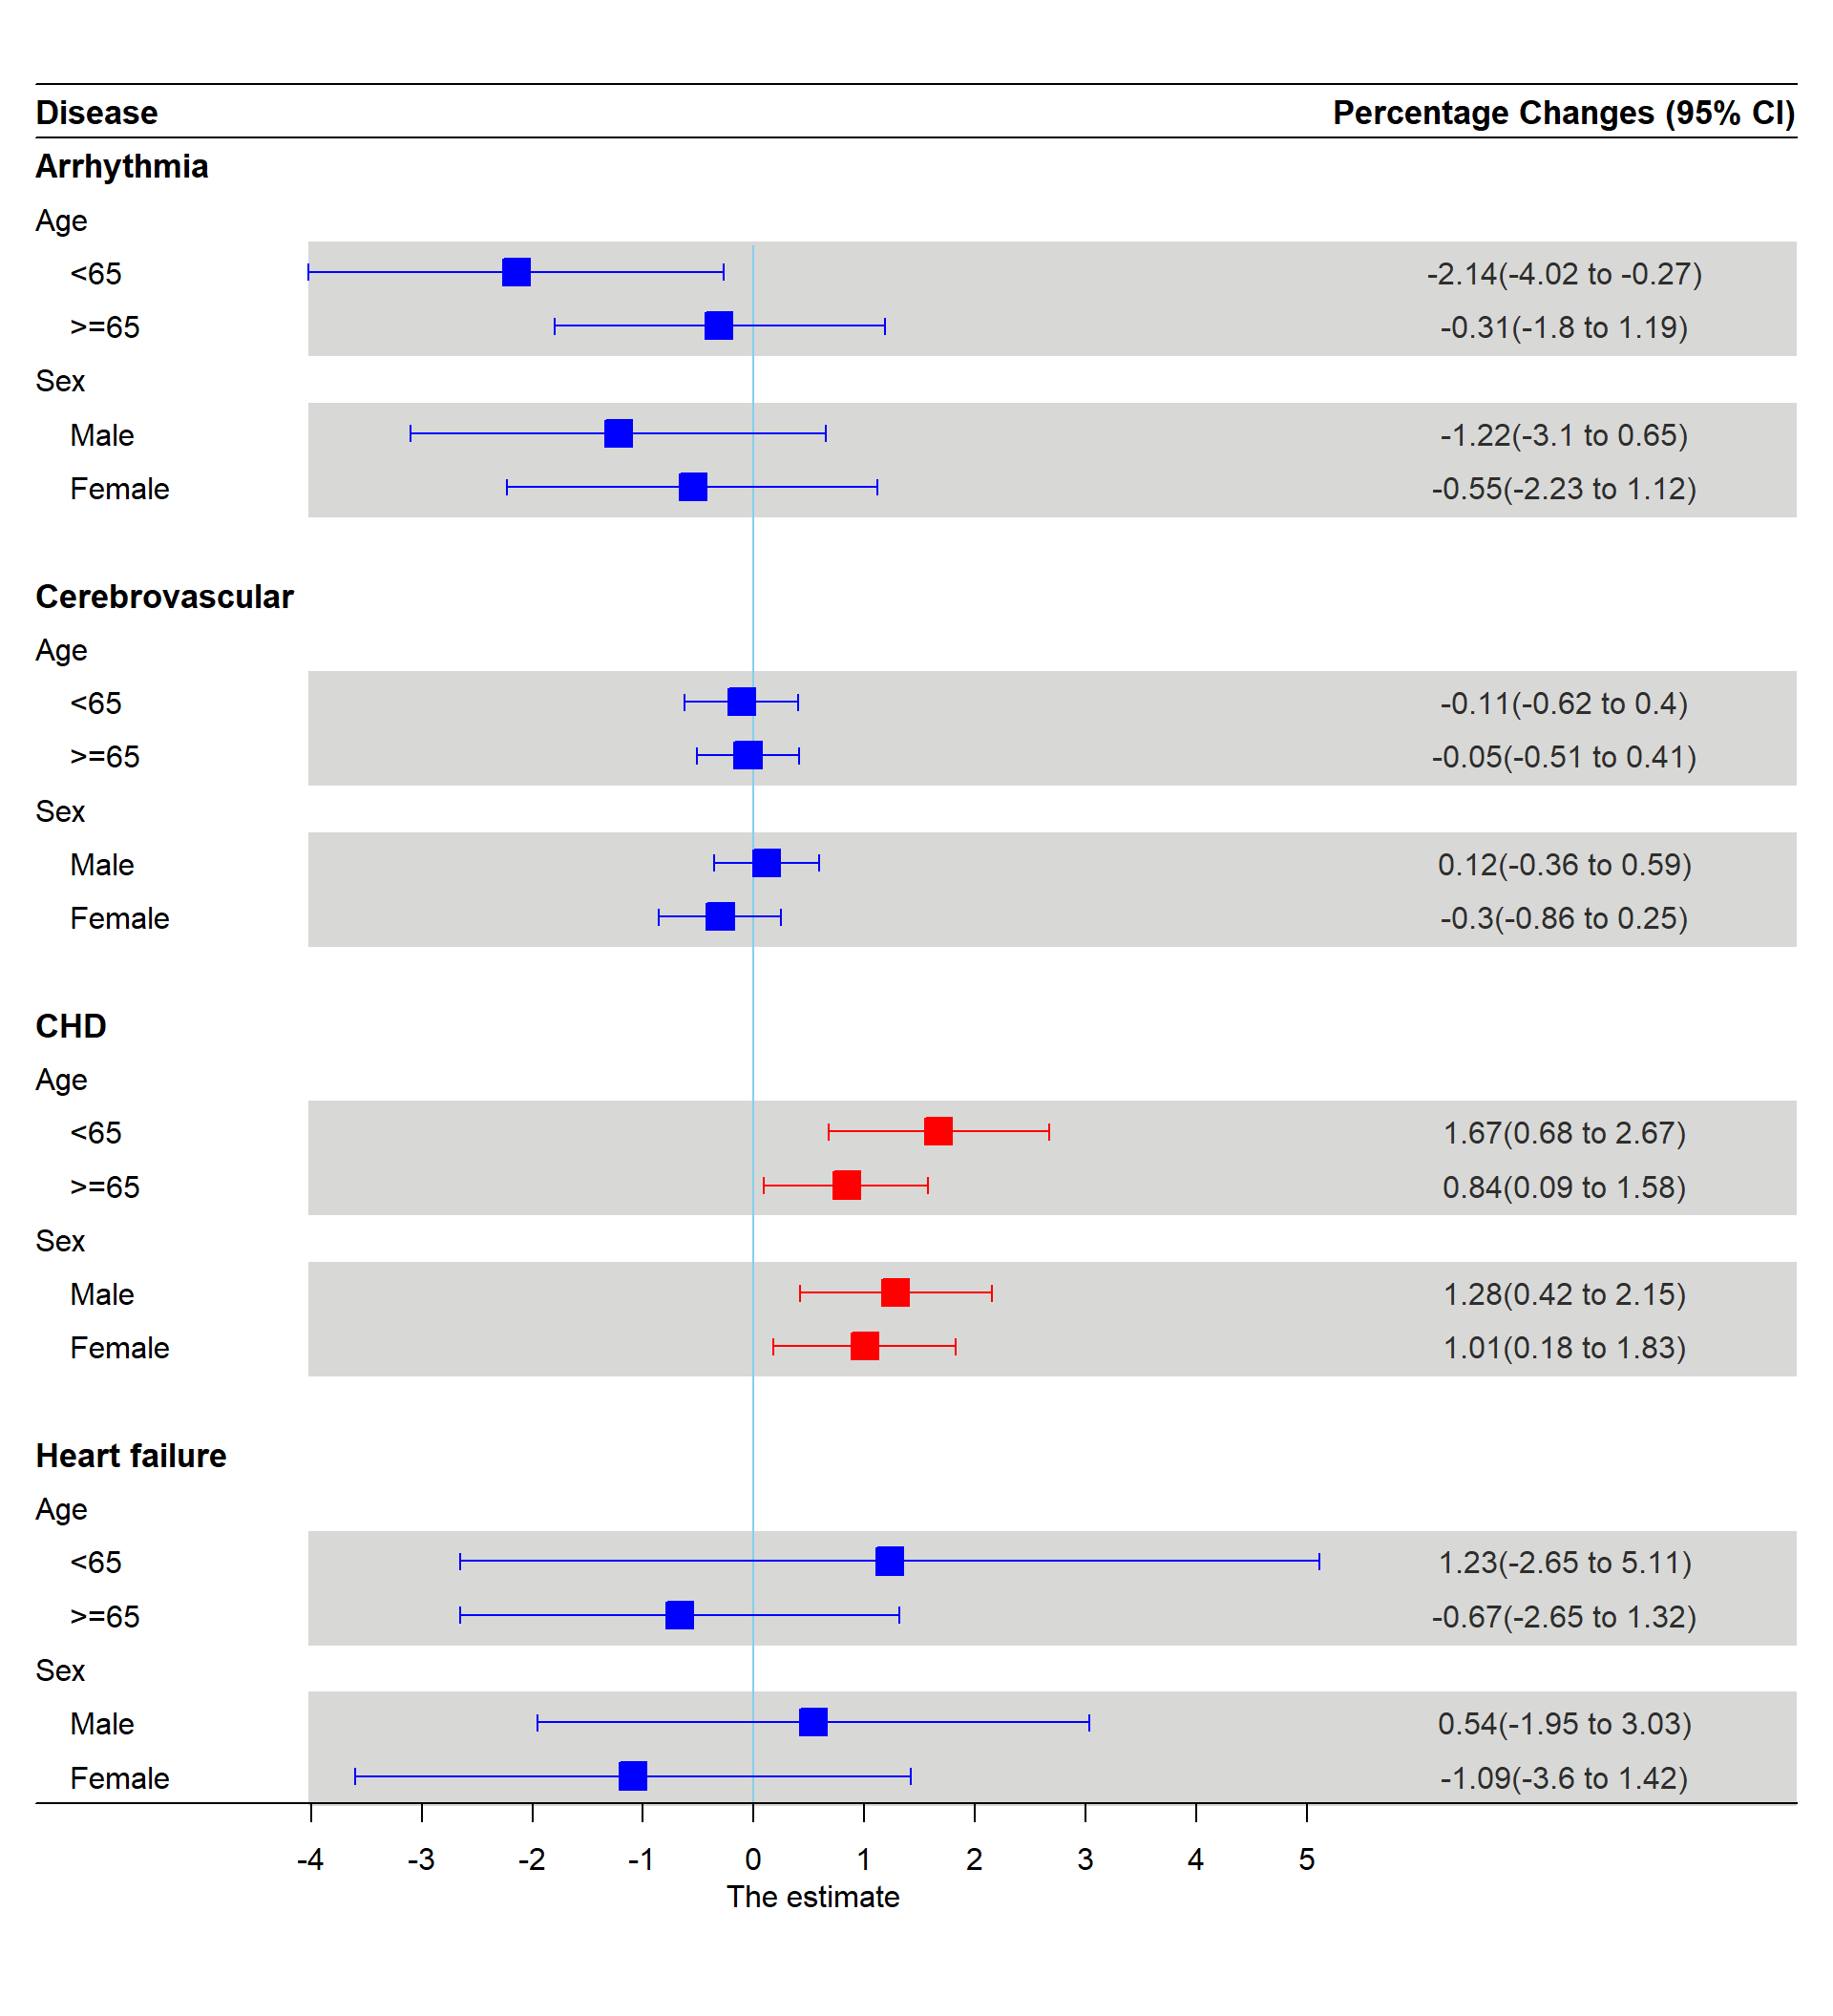 Disease Percentage Changes (95% CI)
Arrhythmia
Age
<65 -2.14(-4.02 to -0.27)
>=65 -0.31(-1.8 to 1.19)
Sex
Male -1.22(-3.1 to 0.65)
Female -0.55(-2.23 to 1.12)
Cerebrovascular
Age
<65 -0.11(-0.62 to 0.4)
>=65 -0.05(-0.51 to 0.41)
Sex
Male 0.12(-0.36 to 0.59)
Female -0.3(-0.86 to 0.25)
CHD
Age
<65 1.67(0.68 to 2.67)
>=65 0.84(0.09 to 1.58)
Sex
Male 1.28(0.42 to 2.15)
Female 1.01(0.18 to 1.83)
Heart failure
Age
<65 1.23(-2.65 to 5.11)
>=65 -0.67(-2.65 to 1.32)
Sex
Male 0.54(-1.95 to 3.03)
Female -1.09(-3.6 to 1.42)
-4 -3 -2 -1 0 1 2 3 4 5
The estimate